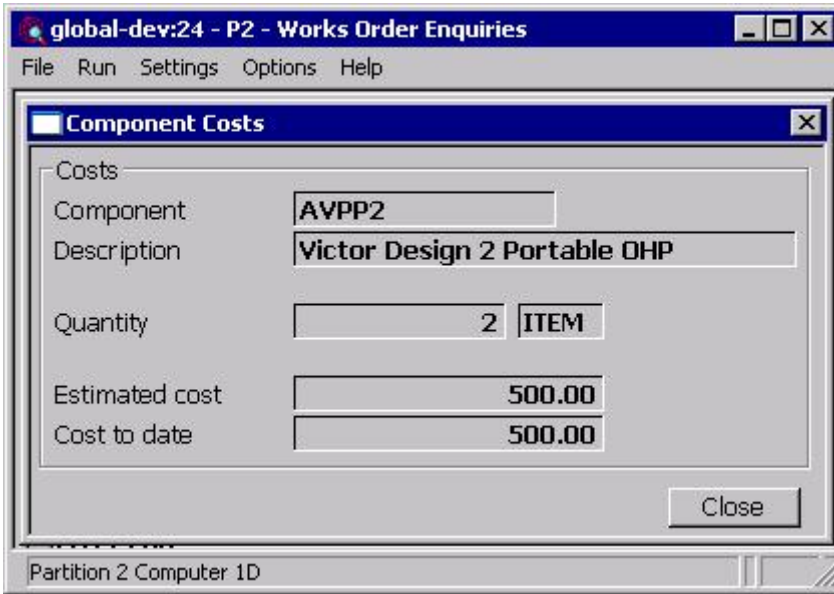 global-dev:24 - P2 - Works Order Enquiries
File Run Settings Options Help
Component Costs
Costs
Component AVPP2
Description Victor Design 2 Portable OHP
Quantity 2 ITEM
Estimated cost 500.00
Cost to date 500.00
Close
Partition 2 Computer 1D